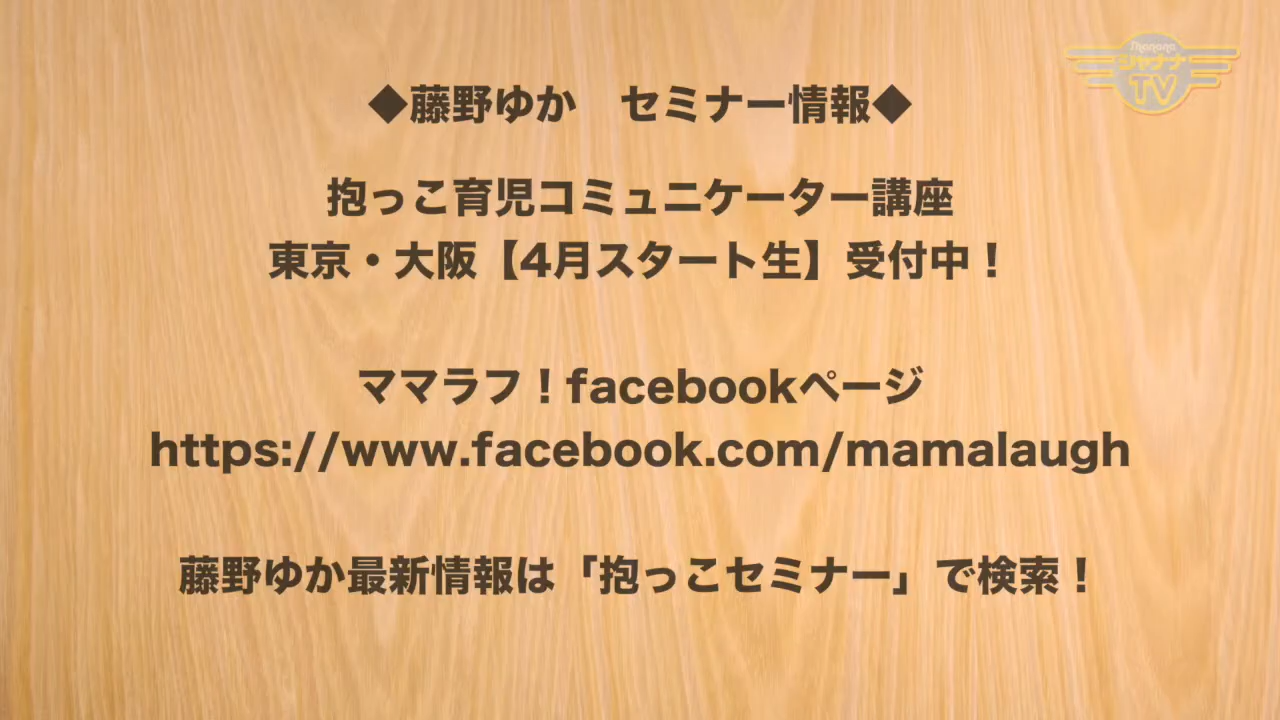 ◆藤野ゆか　セミナー情報◆
抱っこ育児コミュニケーター講座
東京・大阪【4月スタート生】受付中！
ママラフ！facebookページ
https://www.facebook.com/mamalaugh
藤野ゆか最新情報は「抱っこセミナー」で検索！
シャナナ
TV